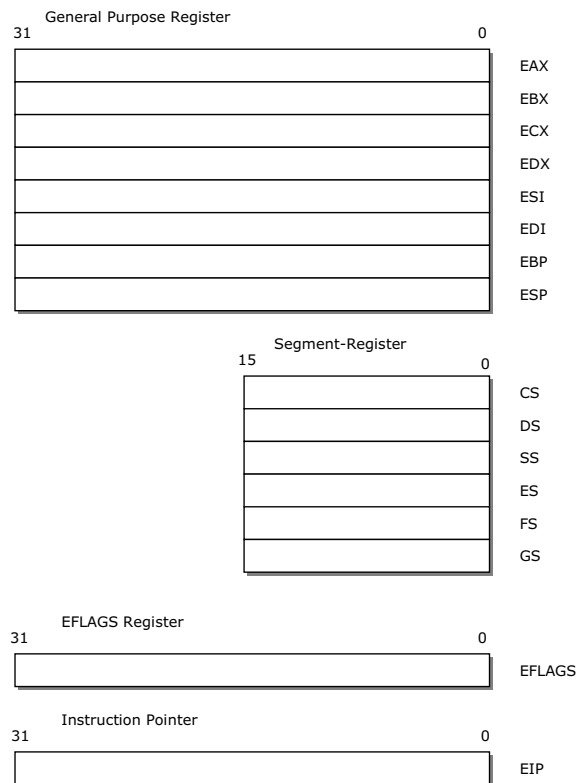 General Purpose Register
31 0
EAX
EBX
ECX
EDX
ESI
EDI
EBP
ESP
Segment-Register
15 0
CS
DS
SS
ES
FS
GS
EFLAGS Register
31 0
EFLAGS
Instruction Pointer
31 0
EIP